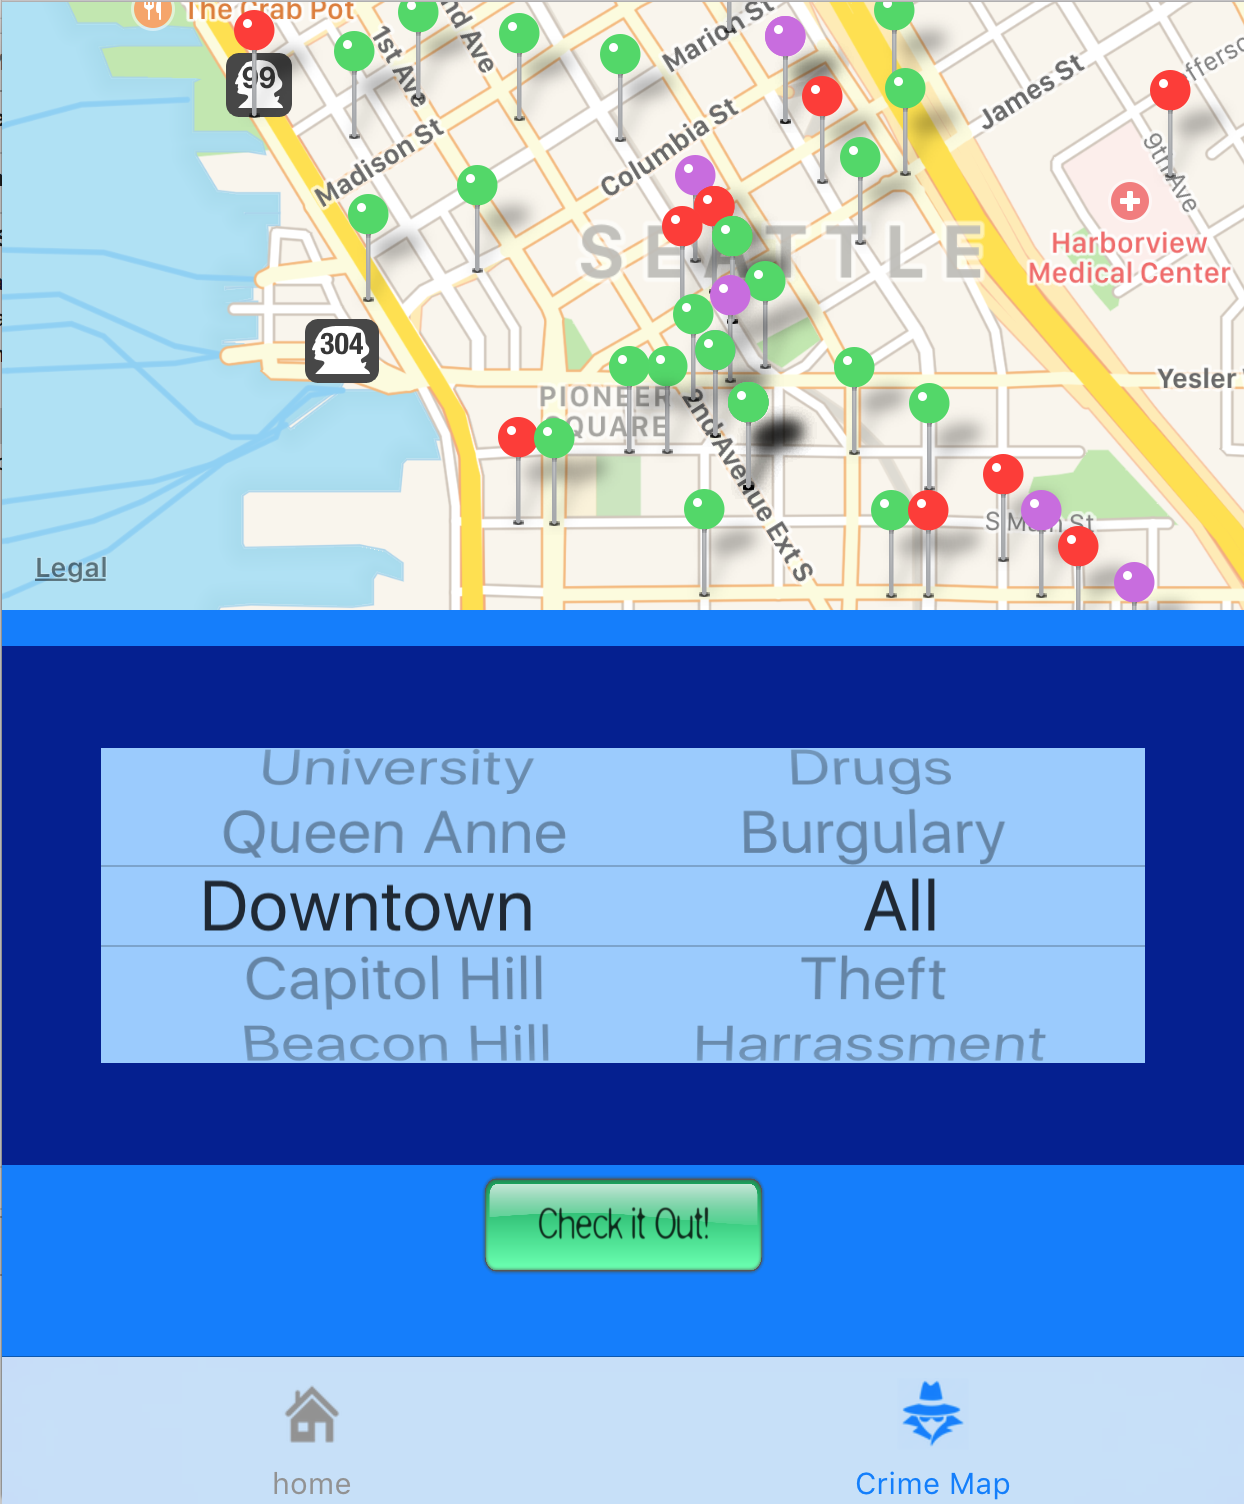 The Crab Pot
nd Ave
1st Ave
Marion St
99
James St
Jefferso
Madison St
Columbia St
9th Ave
SEATTLE
Harborview
Medical Center
304
Yesler
PIONEER
SQUARE
2nd Avenue Ext S
S Main St
Legal
University
Drugs
Queen Anne
Burgulary
Downtown
All
Capitol Hill
Theft
Beacon Hill
Harrassment
Check it Out!
home
Crime Map